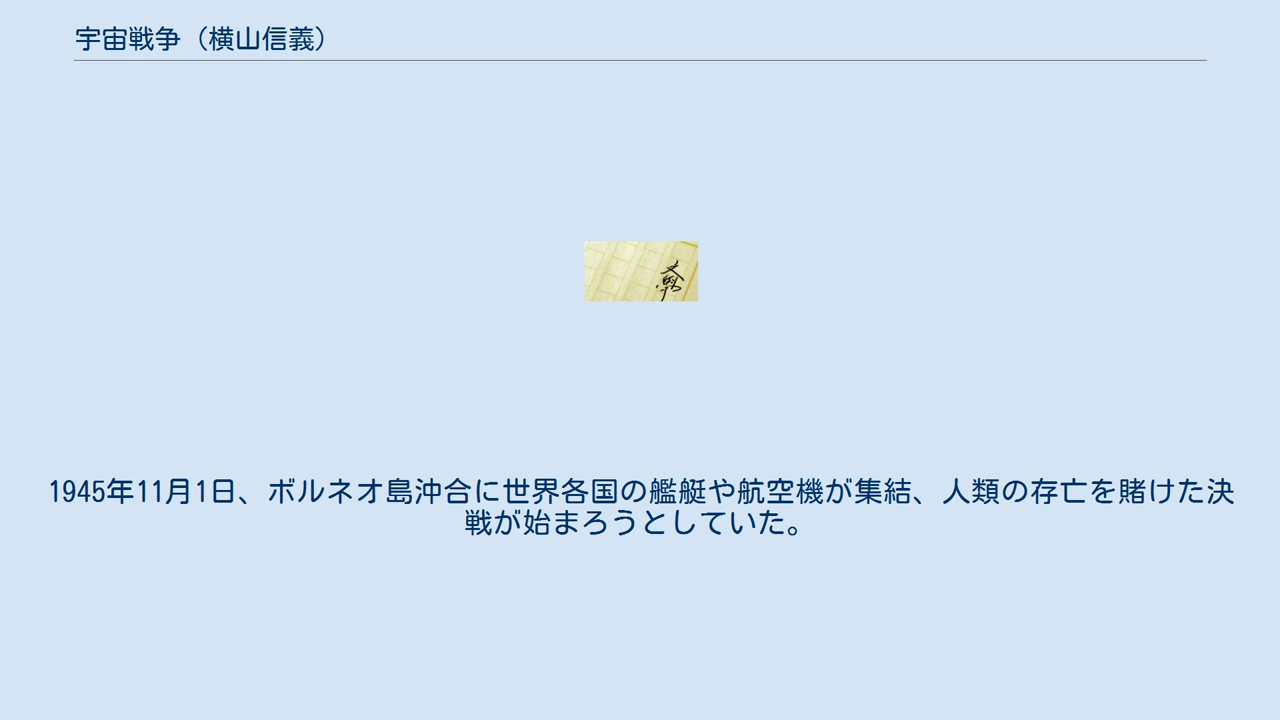 宇宙戦争（横山信義）
文學
1945年11月1日、ボルネオ島沖合に世界各国の艦艇や航空機が集結、人類の存亡を賭けた決
戦が始まろうとしていた。